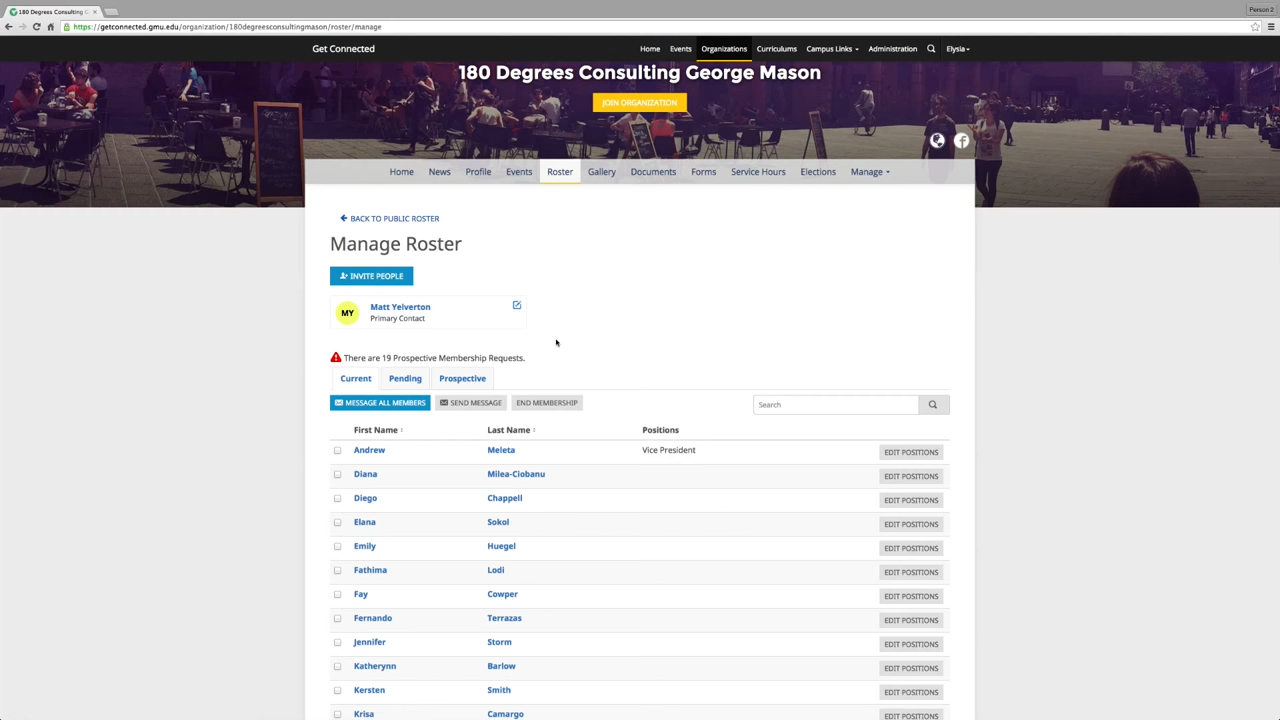 180 Degrees Consulting G
Person 2
https://getconnected.gmu.edu/organization/180degreesconsultingmason/roster/manage
Get Connected
Home Events Organizations Curriculums Campus Links Administration Elysia
180 Degrees Consulting George Mason
JOIN ORGANIZATION
Home News Profile Events Roster Gallery Documents Forms Service Hours Elections Manage
BACK TO PUBLIC ROSTER
Manage Roster
INVITE PEOPLE
MY Matt Yelverton
Primary Contact
There are 19 Prospective Membership Requests.
Current Pending Prospective
MESSAGE ALL MEMBERS SEND MESSAGE END MEMBERSHIP Search
First Name Last Name Positions
Andrew Meleta Vice President EDIT POSITIONS
Diana Milea-Ciobanu EDIT POSITIONS
Diego Chappell EDIT POSITIONS
Elana Sokol EDIT POSITIONS
Emily Huegel EDIT POSITIONS
Fathima Lodi EDIT POSITIONS
Fay Cowper EDIT POSITIONS
Fernando Terrazas EDIT POSITIONS
Jennifer Storm EDIT POSITIONS
Katherynn Barlow EDIT POSITIONS
Kersten Smith EDIT POSITIONS
Krisa Camargo EDIT POSITIONS